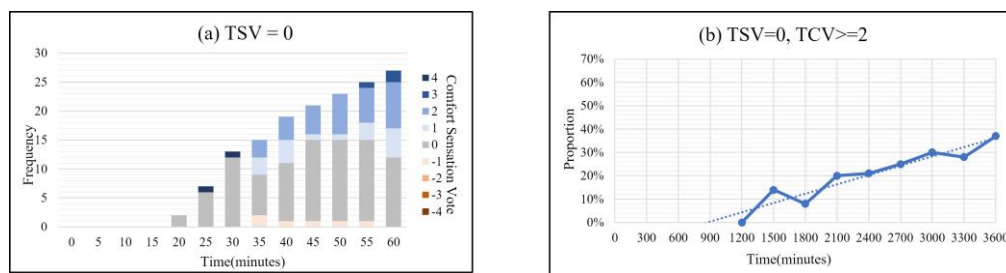 (a) TSV = 0
30
25
20
15
10
5
0
Frequency
0 5 10 15 20 25 30 35 40 45 50 55 60
Time(minutes)
4
3
2
1
0
-1
-2
-3
-4
Comfort Sensation Vote
(b) TSV=0, TCV>=2
70%
60%
50%
40%
30%
20%
10%
0%
Proportion
0 300 600 900 1200 1500 1800 2100 2400 2700 3000 3300 3600
Time(minutes)